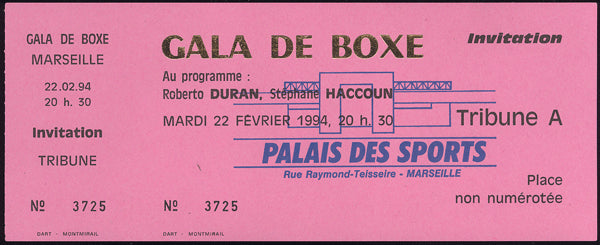 GALA DE BOXE
MARSEILLE
22.02.94
20 h. 30
Invitation
TRIBUNE
Nº 3725
DART - MONTMIRAIL
GALA DE BOXE
Invitation
Au programme :
Roberto DURAN, Stéphane HACCOUN
MARDI 22 FÉVRIER 1994, 20 h. 30
Tribune A
PALAIS DES SPORTS
Rue Raymond-Teisseire - MARSEILLE
Place
non numérotée
Nº 3725
DART - MONTMIRAIL